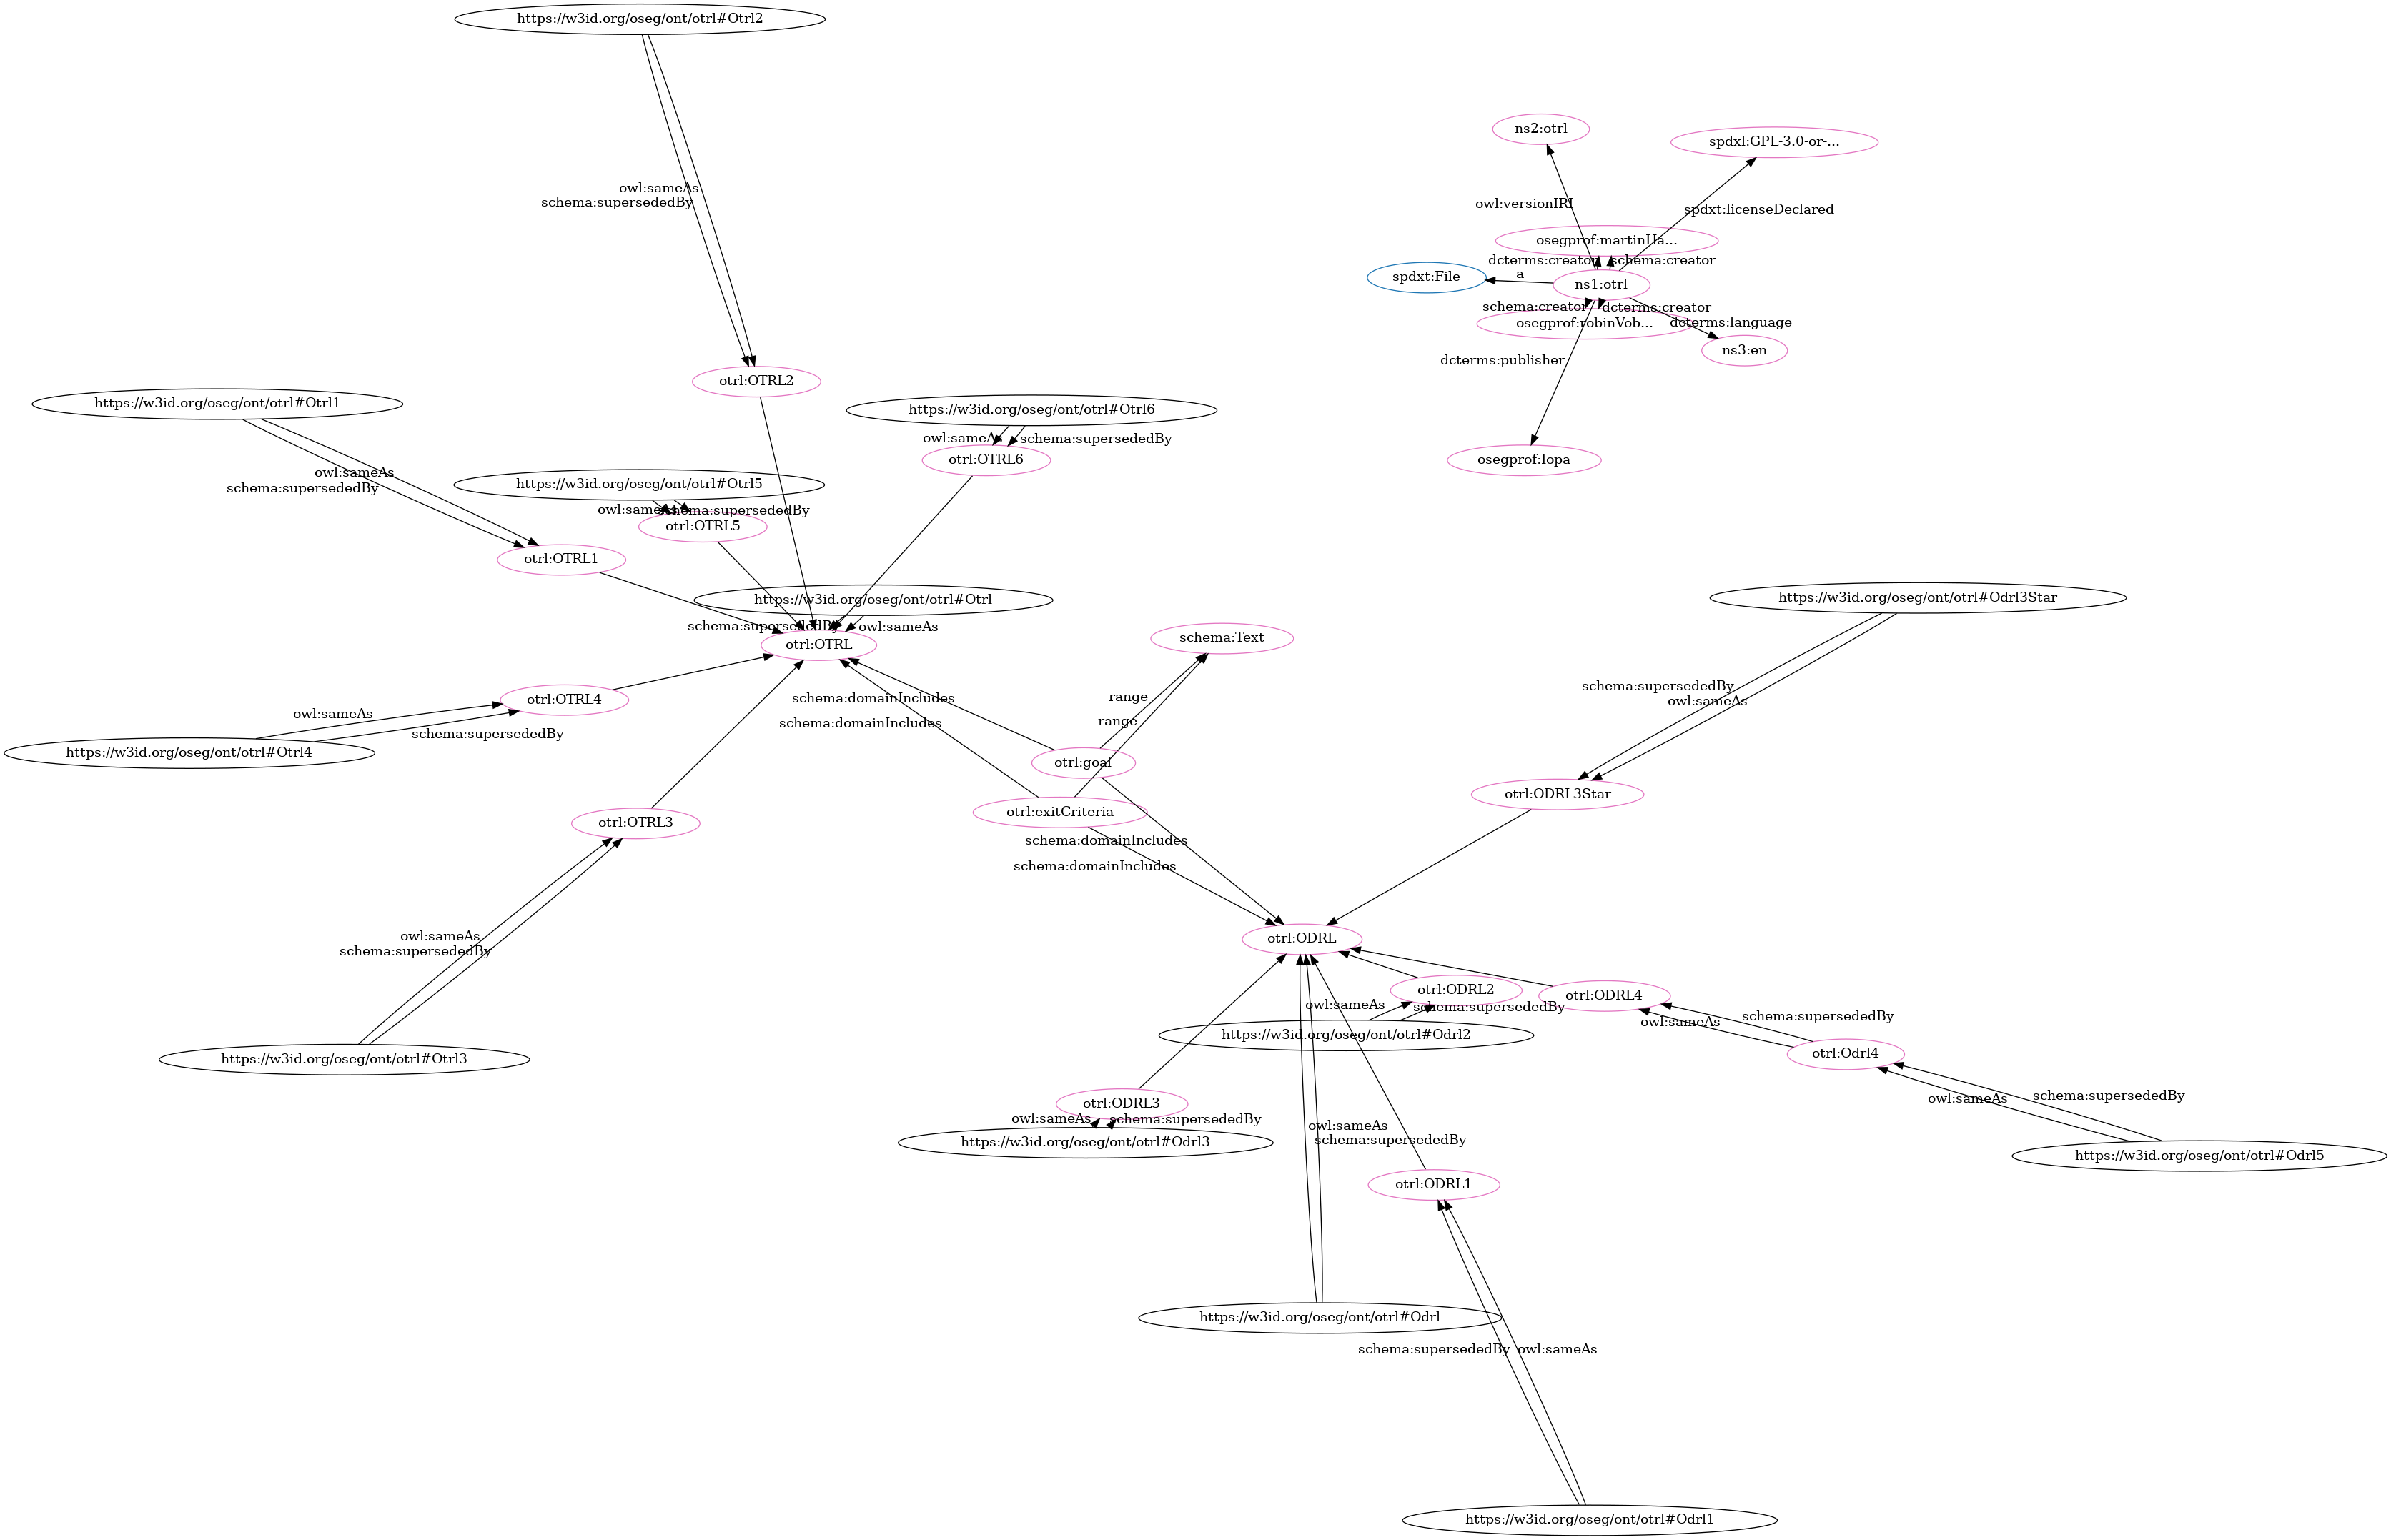 https://w3id.org/oseg/ont/otrl#Otrl2
ns2:otrl
spdxl:GPL-3.0-or-...
owl:sameAs
schema:supersededBy
owl:versionIRI
spdxt:licenseDeclared
osegprof:martinHa...
dcterms:creator
schema:creator
a
spdxt:File
ns1:otrl
schema:creator
dcterms:creator
osegprof:robinVob...
dcterms:language
ns3:en
dcterms:publisher
otrl:OTRL2
https://w3id.org/oseg/ont/otrl#Otrl1
https://w3id.org/oseg/ont/otrl#Otrl6
owl:sameAs
schema:supersededBy
otrl:OTRL6
osegprof:Iopa
owl:sameAs
schema:supersededBy
https://w3id.org/oseg/ont/otrl#Otrl5
owl:sameAs
schema:supersededBy
otrl:OTRL5
otrl:OTRL1
https://w3id.org/oseg/ont/otrl#Otrl
https://w3id.org/oseg/ont/otrl#Odrl3Star
schema:supersededBy
owl:sameAs
otrl:OTRL
schema:Text
otrl:OTRL4
schema:domainIncludes
range
schema:supersededBy
owl:sameAs
owl:sameAs
schema:domainIncludes
range
schema:supersededBy
https://w3id.org/oseg/ont/otrl#Otrl4
otrl:goal
otrl:ODRL3Star
otrl:exitCriteria
otrl:OTRL3
schema:domainIncludes
schema:domainIncludes
owl:sameAs
schema:supersededBy
otrl:ODRL
otrl:ODRL2
otrl:ODRL4
owl:sameAs
schema:supersededBy
schema:supersededBy
owl:sameAs
https://w3id.org/oseg/ont/otrl#Odrl2
otrl:Odrl4
https://w3id.org/oseg/ont/otrl#Otrl3
otrl:ODRL3
schema:supersededBy
owl:sameAs
owl:sameAs
schema:supersededBy
https://w3id.org/oseg/ont/otrl#Odrl3
owl:sameAs
schema:supersededBy
https://w3id.org/oseg/ont/otrl#Odrl5
otrl:ODRL1
https://w3id.org/oseg/ont/otrl#Odrl
schema:supersededBy
owl:sameAs
https://w3id.org/oseg/ont/otrl#Odrl1